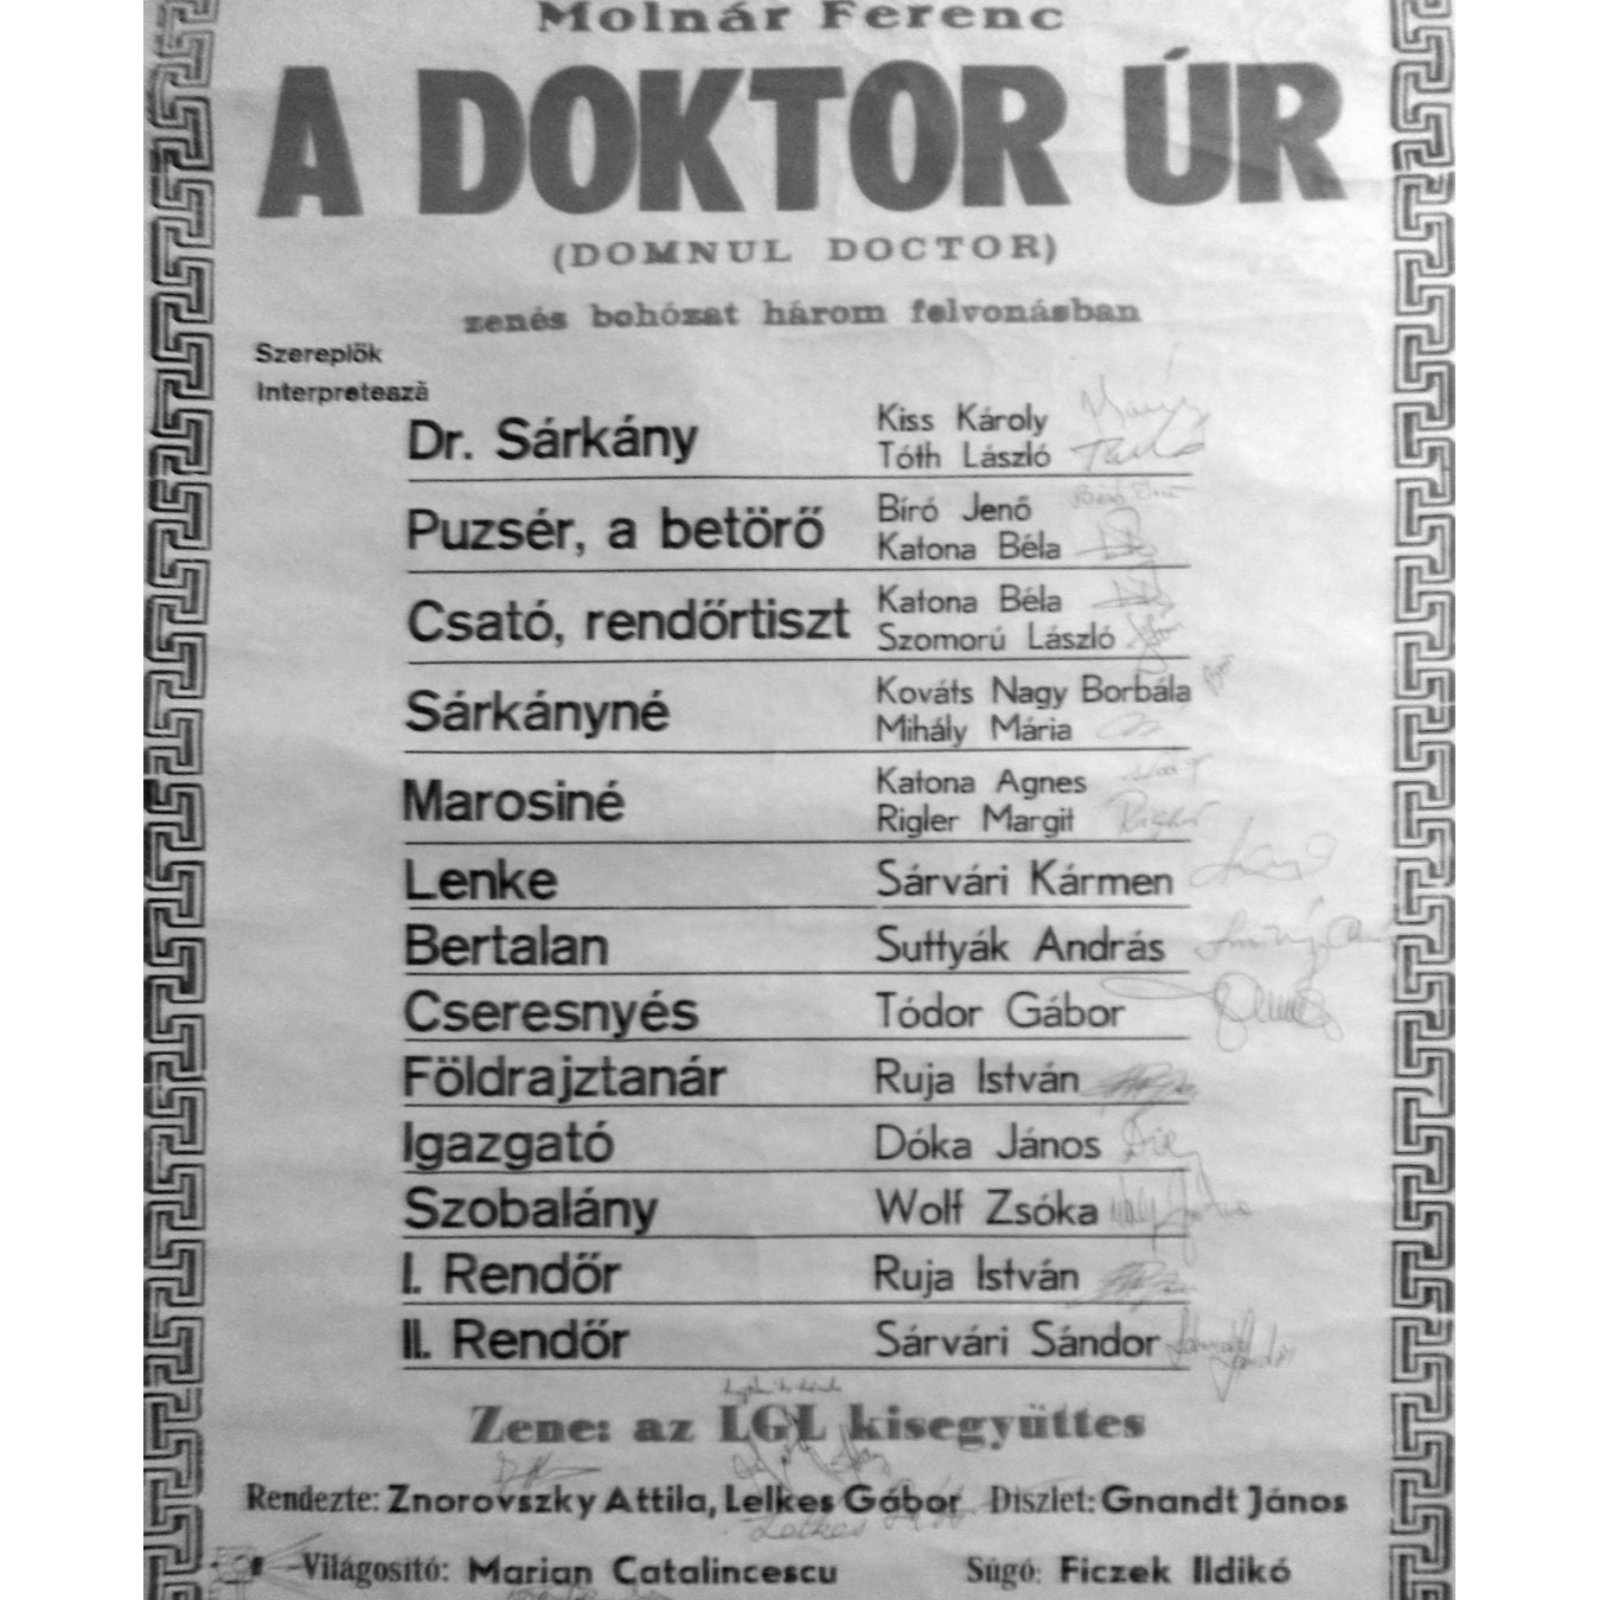 Molnár Ferenc
A DOKTOR ÚR
(DOMNUL DOCTOR)
zenés bohózat három felvonásban
Szereplők
Interpretează
Dr. Sárkány Kiss Károly
Tóth László
Puzsér, a betörő Bíró Jenő
Katona Béla
Csató, rendőrtiszt Katona Béla
Szomorú László
Sárkányné Kováts Nagy Borbála
Mihály Mária
Marosiné Katona Agnes
Rigler Margit
Lenke Sárvári Kármen
Bertalan Suttyák András
Cseresnyés Tódor Gábor
Földrajztanár Ruja István
Igazgató Dóka János
Szobalány Wolf Zsóka
I. Rendőr Ruja István
II. Rendőr Sárvári Sándor
Zene: az LGL kisegyüttes
Rendezte: Znorovszky Attila, Lelkes Gábor Diszlet: Gnandt János
Világositó: Marian Catalincescu Súgó: Ficzek Ildikó